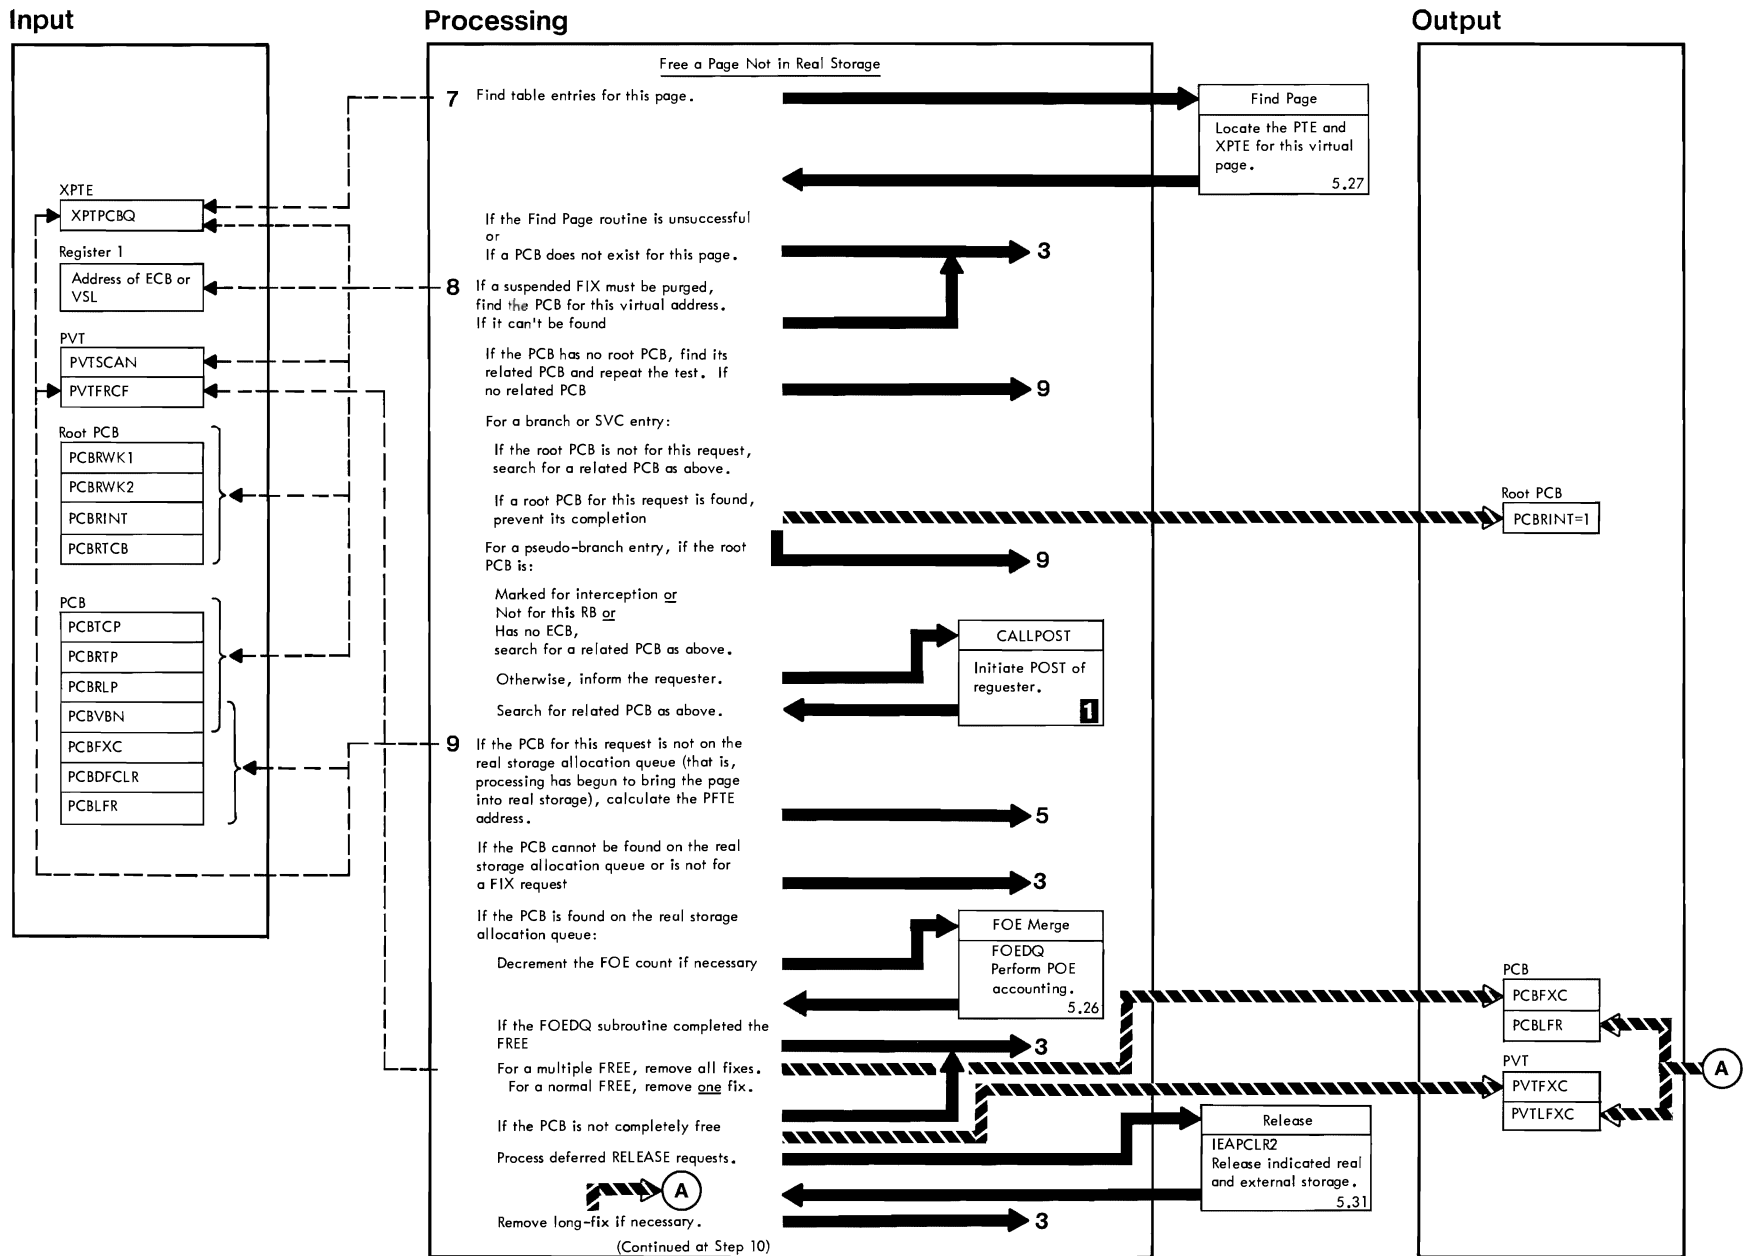 Input
Processing
Output
Free a Page Not in Real Storage
7 Find table entries for this page.
Find Page
Locate the PTE and
XPTE for this virtual
page.
5.27
XPTE
XPTPCBQ
Register 1
Address of ECB or
VSL
PVT
PVTSCAN
PVTFRCF
Root PCB
PCBRWK1
PCBRWK2
PCBRINT
PCBRTCB
PCB
PCBTCP
PCBRTP
PCBRLP
PCBVBN
PCBFXC
PCBDFCLR
PCBLFR
If the Find Page routine is unsuccessful
or
If a PCB does not exist for this page.
3
8 If a suspended FIX must be purged,
find the PCB for this virtual address.
If it can't be found
If the PCB has no root PCB, find its
related PCB and repeat the test. If
no related PCB
9
For a branch or SVC entry:
If the root PCB is not for this request,
search for a related PCB as above.
If a root PCB for this request is found,
prevent its completion
Root PCB
PCBRINT=1
For a pseudo-branch entry, if the root
PCB is:
9
Marked for interception or
Not for this RB or
Has no ECB,
search for a related PCB as above.
Otherwise, inform the requester.
Search for related PCB as above.
CALLPOST
Initiate POST of
reguester.
1
9 If the PCB for this request is not on the
real storage allocation queue (that is,
processing has begun to bring the page
into real storage), calculate the PFTE
address.
5
If the PCB cannot be found on the real
storage allocation queue or is not for
a FIX request
3
If the PCB is found on the real storage
allocation queue:
Decrement the FOE count if necessary
FOE Merge
FOEDQ
Perform POE
accounting.
5.26
If the FOEDQ subroutine completed the
FREE
3
For a multiple FREE, remove all fixes.
For a normal FREE, remove one fix.
If the PCB is not completely free
Process deferred RELEASE requests.
A
Remove long-fix if necessary.
3
(Continued at Step 10)
Release
IEAPCLR2
Release indicated real
and external storage.
5.31
PCB
PCBFXC
PCBLFR
PVT
PVTFXC
PVTLFXC
A